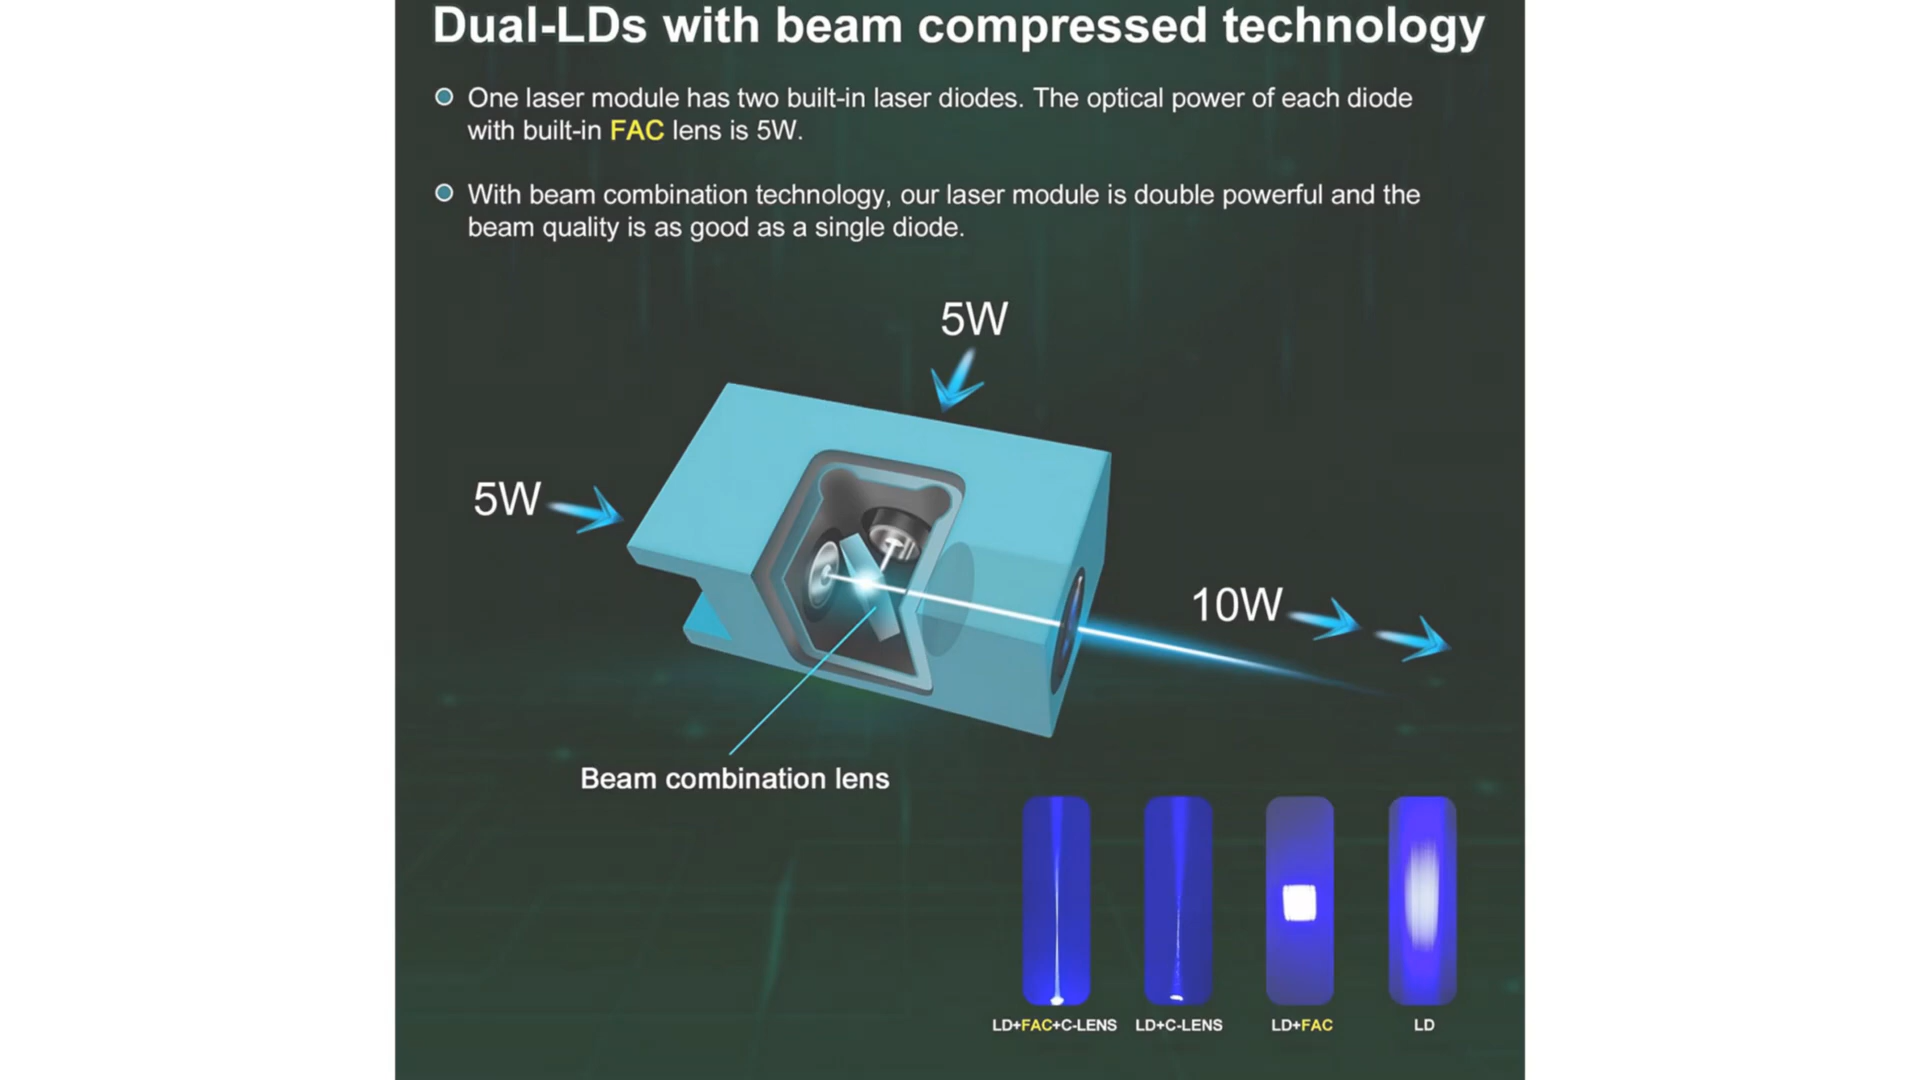 Dual-LDs with beam compressed technology
One laser module has two built-in laser diodes. The optical power of each diode
with built-in FAC lens is 5W.
With beam combination technology, our laser module is double powerful and the
beam quality is as good as a single diode.
5W
5W
10W
Beam combination lens
LD+FAC+C-LENS LD+C-LENS LD+FAC LD